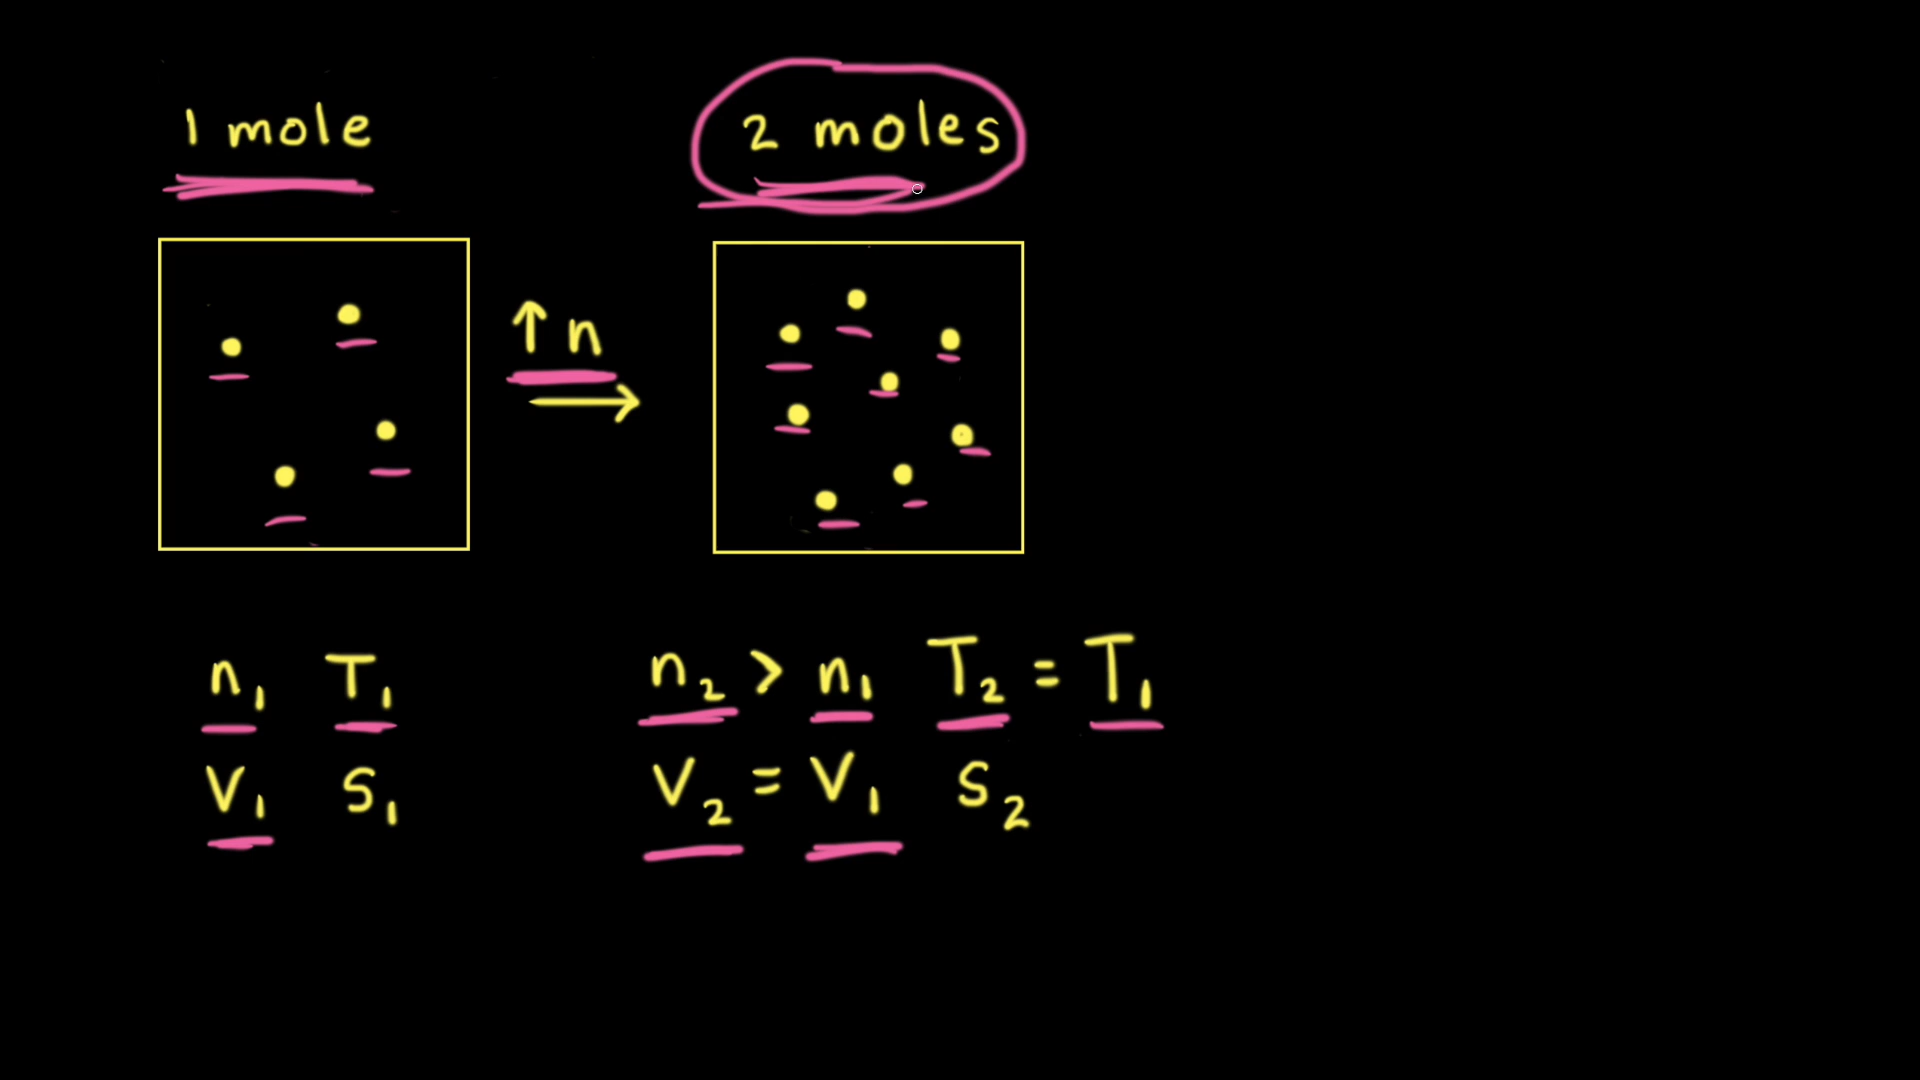 1 mole
2 moles
↑ n
→
n₁ T₁
V₁ S₁
n₂ > n₁ T₂ = T₁
V₂ = V₁ S₂